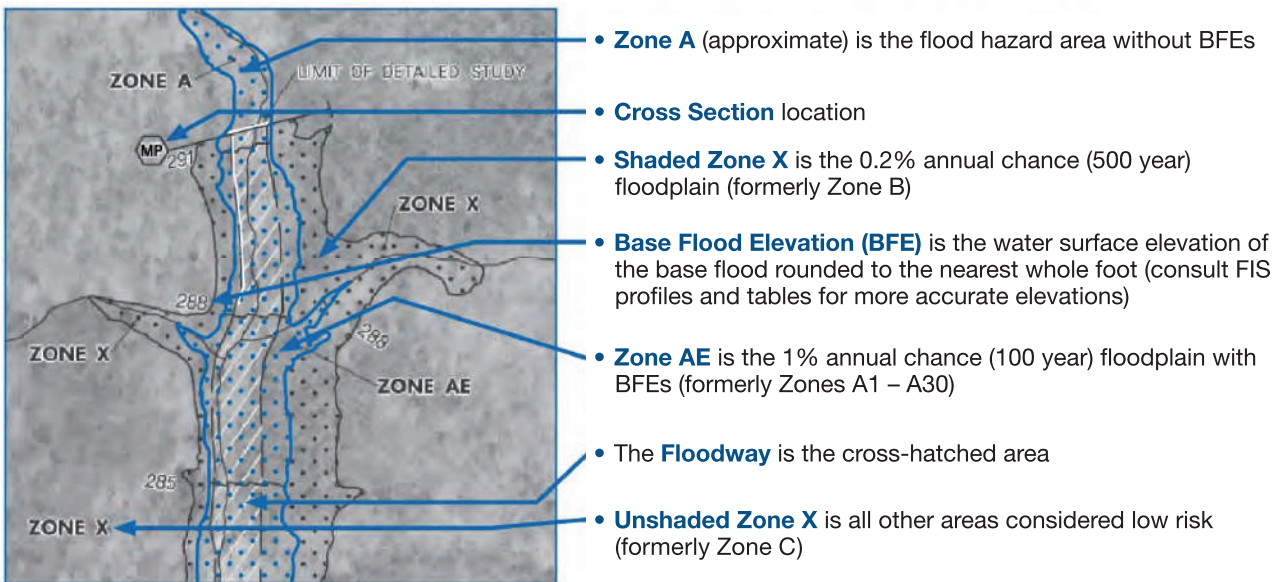 ZONE A
LIMIT OF DETAILED STUDY
MP
291
ZONE X
288
288
ZONE X
ZONE AE
285
ZONE X
• Zone A (approximate) is the flood hazard area without BFEs
• Cross Section location
• Shaded Zone X is the 0.2% annual chance (500 year)
floodplain (formerly Zone B)
• Base Flood Elevation (BFE) is the water surface elevation of
the base flood rounded to the nearest whole foot (consult FIS
profiles and tables for more accurate elevations)
• Zone AE is the 1% annual chance (100 year) floodplain with
BFEs (formerly Zones A1 – A30)
• The Floodway is the cross-hatched area
• Unshaded Zone X is all other areas considered low risk
(formerly Zone C)